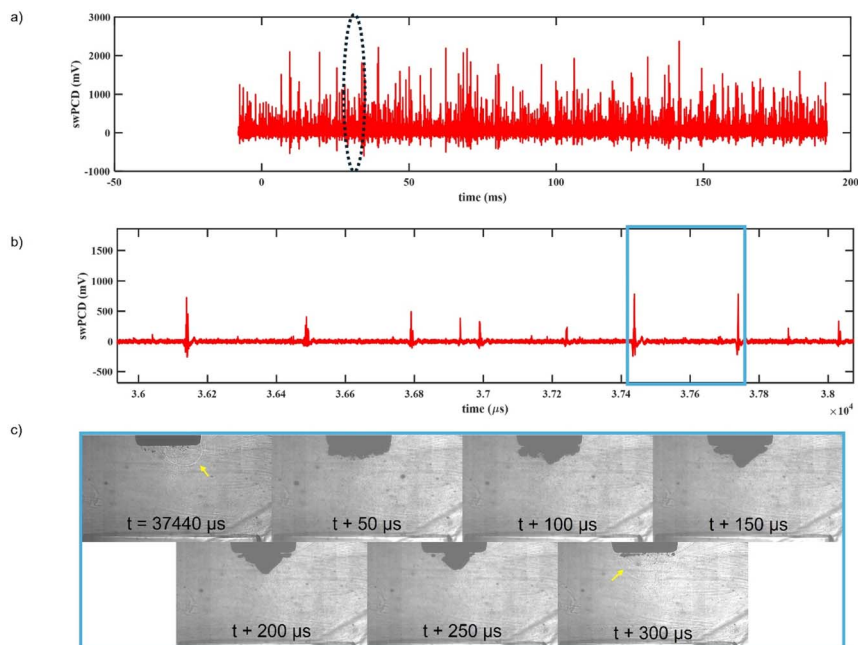 a)
swPCD (mV)
3000
2000
1000
0
-1000
-50 0 50 100 150 200
time (ms)
b)
swPCD (mV)
1500
1000
500
0
-500
3.6 3.62 3.64 3.66 3.68 3.7 3.72 3.74 3.76 3.78 3.8
time (μs)
×10⁴
c)
t = 37440 μs
t + 50 μs
t + 100 μs
t + 150 μs
t + 200 μs
t + 250 μs
t + 300 μs